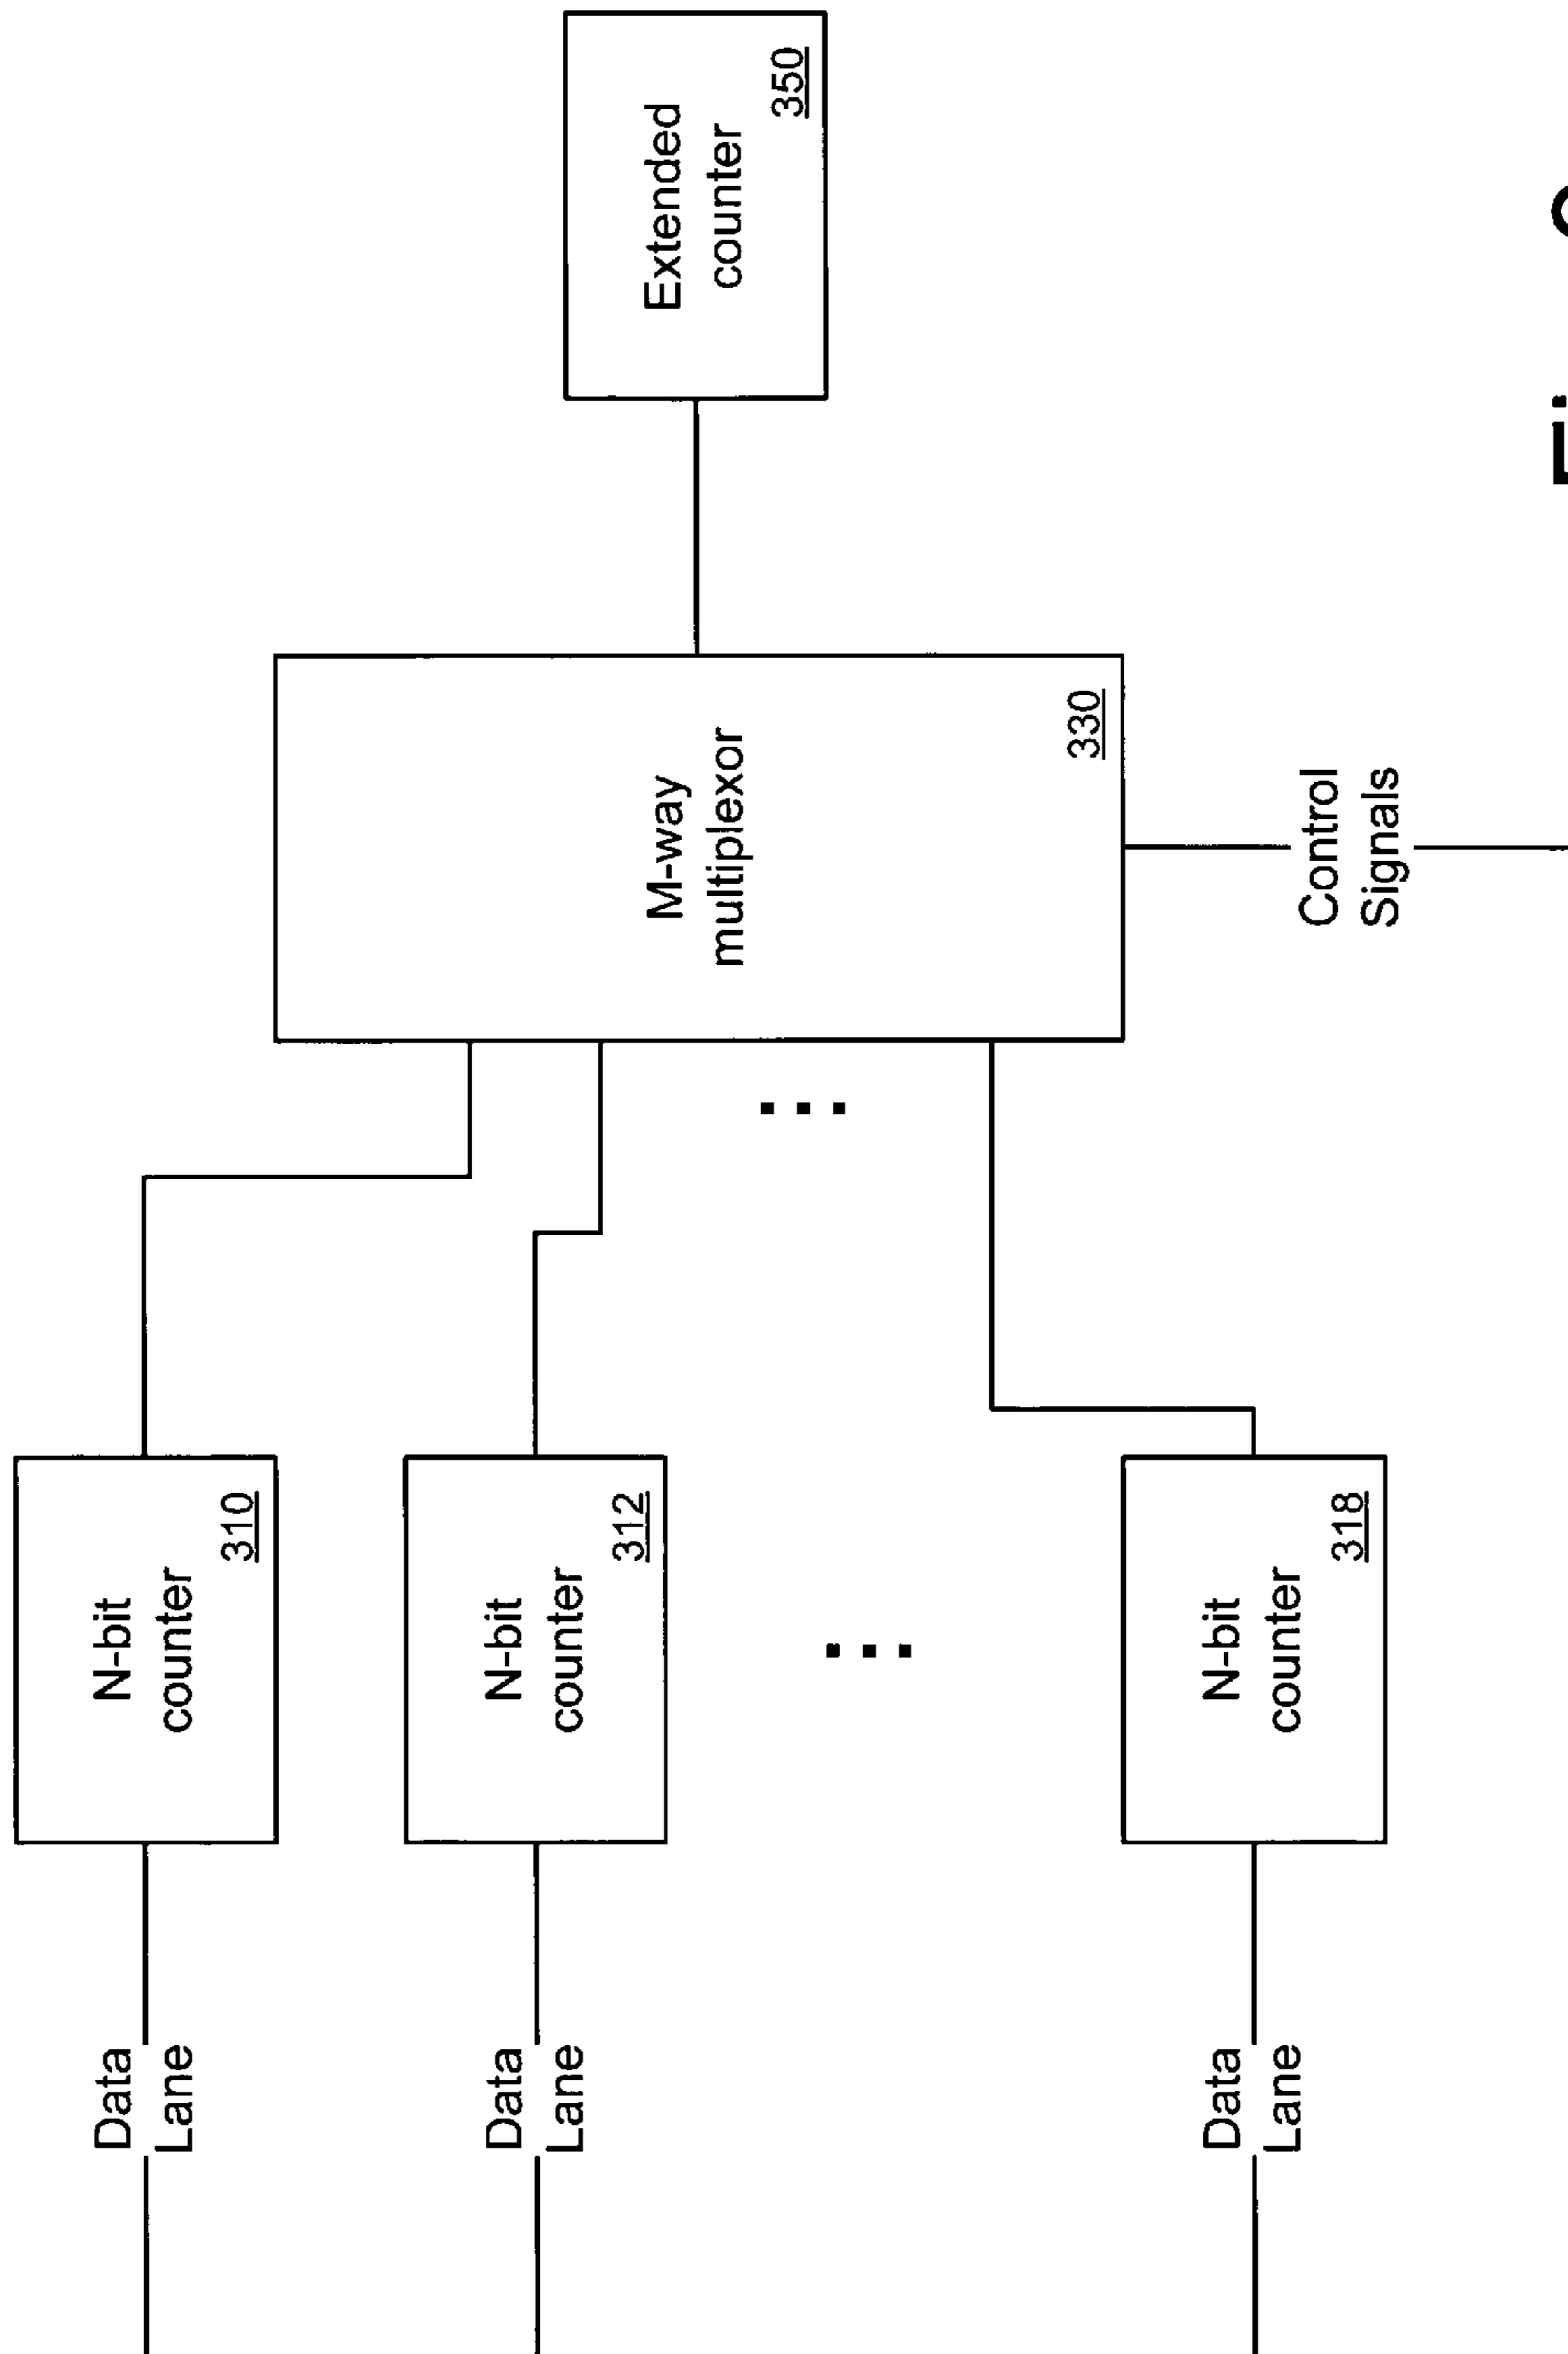 Data
Lane
N-bit
counter
310
Data
Lane
N-bit
counter
312
Data
Lane
N-bit
counter
318
M-way
multiplexor
330
Control
Signals
Extended
counter
350